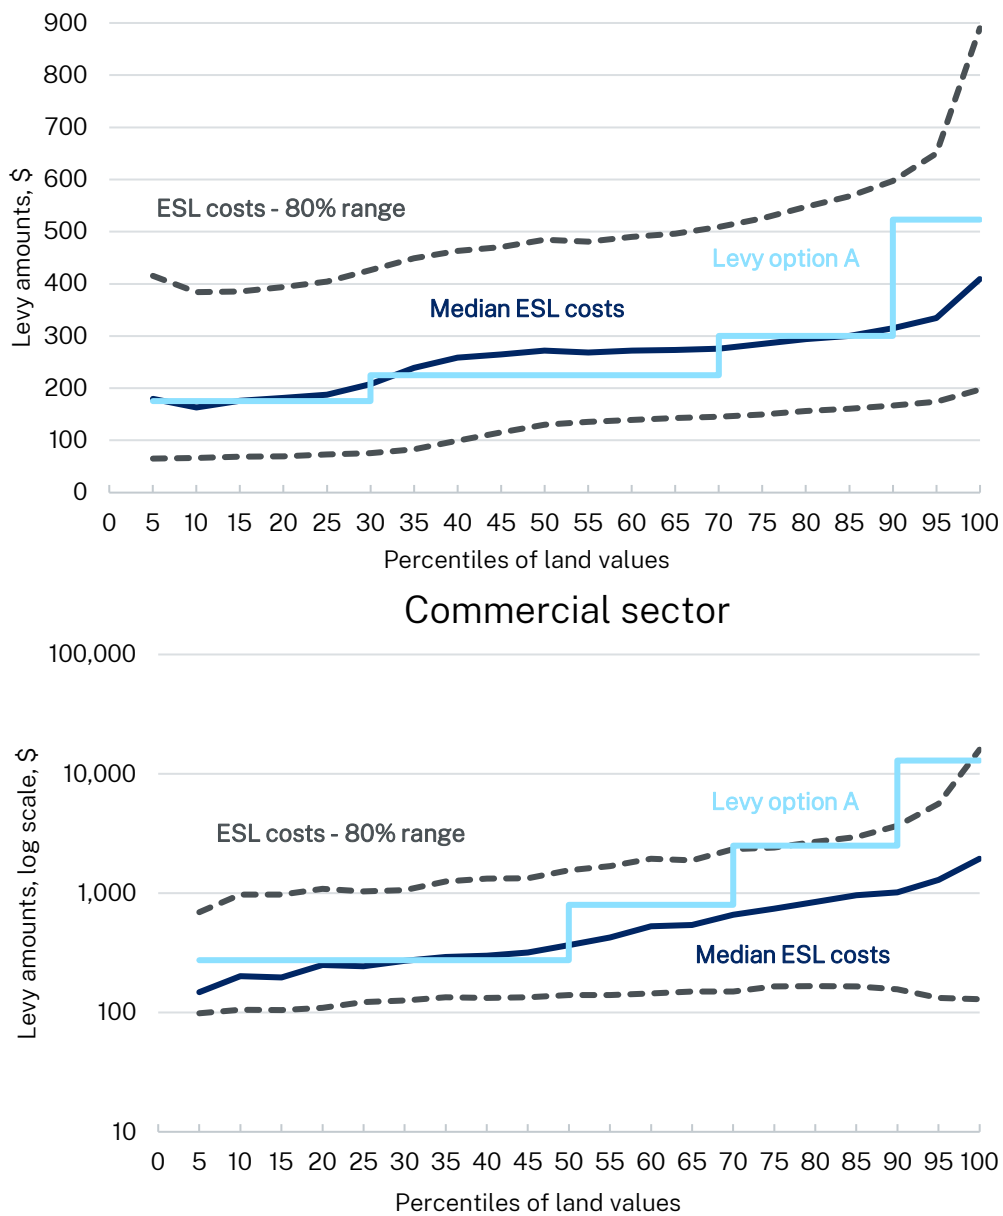 900
800
700
600
500
400
300
200
100
0
Levy amounts, $
ESL costs - 80% range
Levy option A
Median ESL costs
0 5 10 15 20 25 30 35 40 45 50 55 60 65 70 75 80 85 90 95 100
Percentiles of land values
Commercial sector
100,000
10,000
1,000
100
10
Levy amounts, log scale, $
Levy option A
ESL costs - 80% range
Median ESL costs
0 5 10 15 20 25 30 35 40 45 50 55 60 65 70 75 80 85 90 95 100
Percentiles of land values